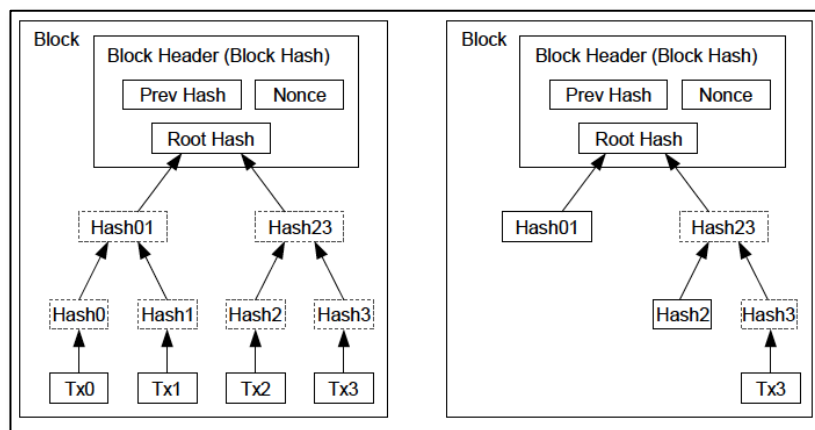 Block
Block Header (Block Hash)
Prev Hash
Nonce
Root Hash
Hash01
Hash23
Hash0
Hash1
Hash2
Hash3
Tx0
Tx1
Tx2
Tx3
Block
Block Header (Block Hash)
Prev Hash
Nonce
Root Hash
Hash01
Hash23
Hash2
Hash3
Tx3